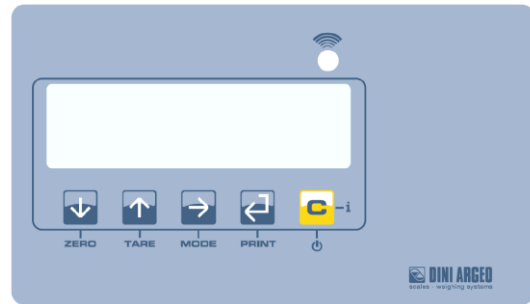 C -i
ZERO TARE MODE PRINT
DINI ARGEO
scales - weighing systems